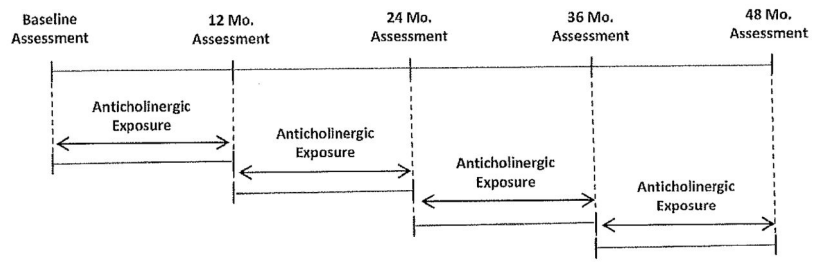 Baseline
Assessment
12 Mo.
Assessment
24 Mo.
Assessment
36 Mo.
Assessment
48 Mo.
Assessment
Anticholinergic
Exposure
Anticholinergic
Exposure
Anticholinergic
Exposure
Anticholinergic
Exposure